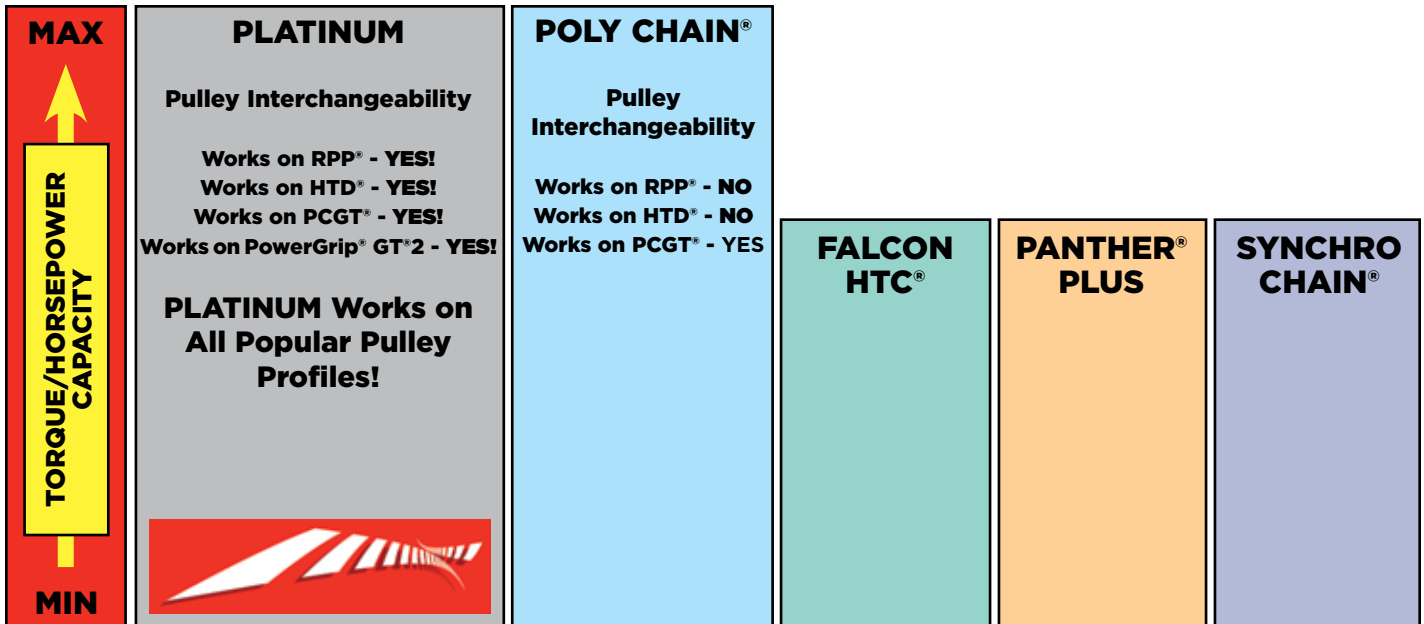 MAX
TORQUE/HORSEPOWER
CAPACITY
MIN
PLATINUM
Pulley Interchangeability
Works on RPP® - YES!
Works on HTD® - YES!
Works on PCGT® - YES!
Works on PowerGrip® GT®2 - YES!
PLATINUM Works on
All Popular Pulley
Profiles!
POLY CHAIN®
Pulley
Interchangeability
Works on RPP® - NO
Works on HTD® - NO
Works on PCGT® - YES
FALCON
HTC®
PANTHER®
PLUS
SYNCHRO
CHAIN®